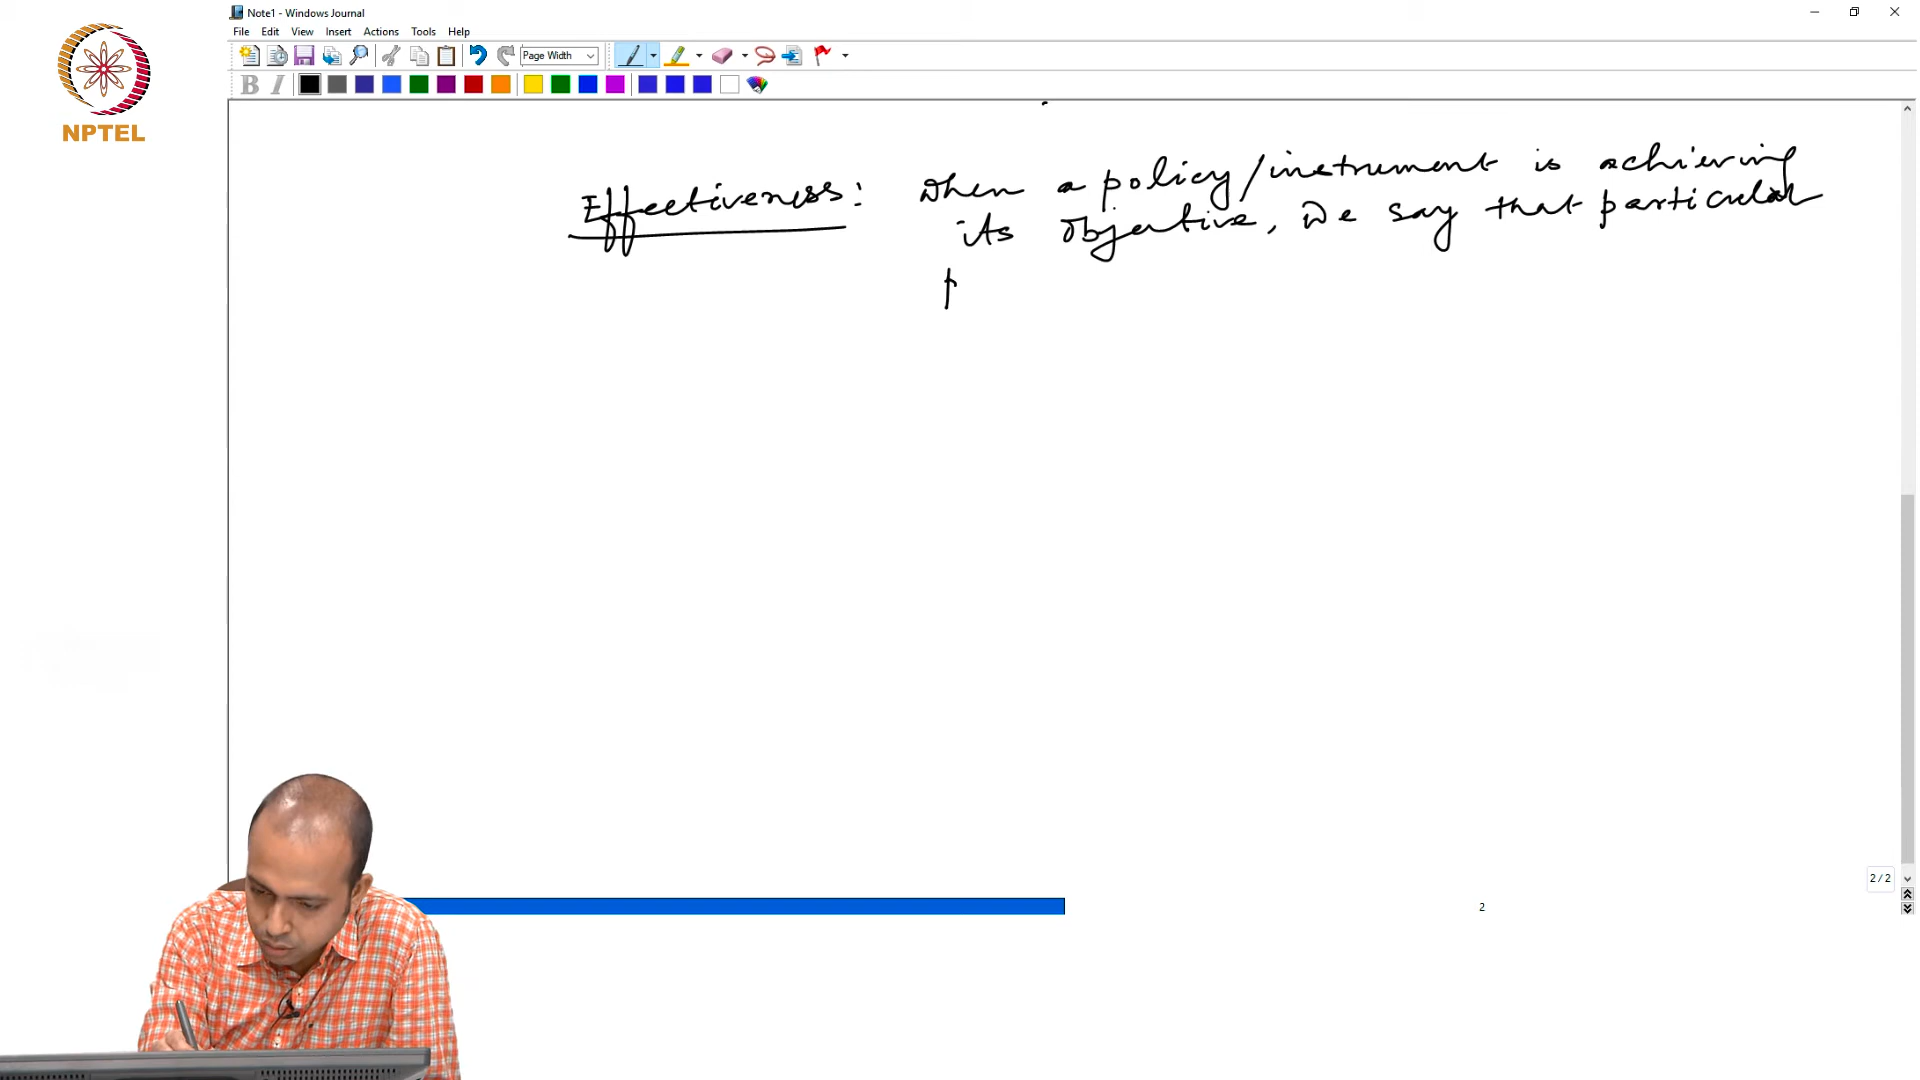 Note1 - Windows Journal
File Edit View Insert Actions Tools Help
Page Width
B I
NPTEL
Effectiveness: When a policy/instrument is achieving
its objective, we say that particular
p
2/2
2